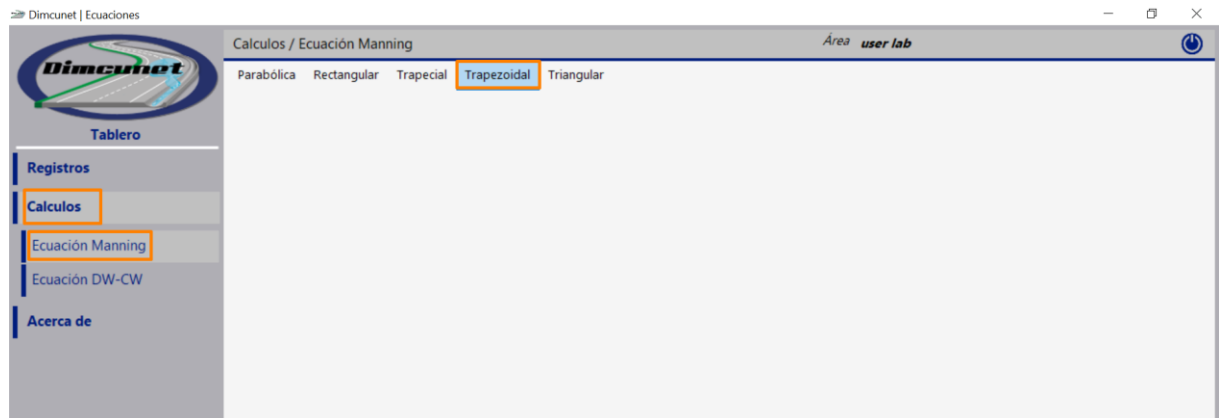 Dimcunet | Ecuaciones
Dimcunet
Tablero
Registros
Calculos
Ecuación Manning
Ecuación DW-CW
Acerca de
Calculos / Ecuación Manning
Área user lab
Parabólica Rectangular Trapecial Trapezoidal Triangular